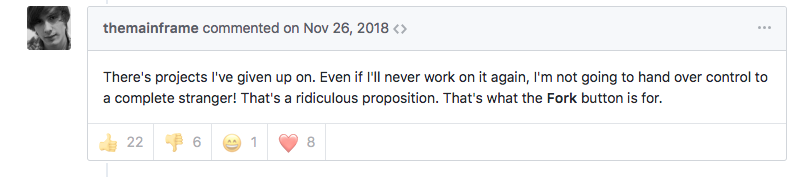 themainframe commented on Nov 26, 2018 <>
There's projects I've given up on. Even if I'll never work on it again, I'm not going to hand over control to
a complete stranger! That's a ridiculous proposition. That's what the Fork button is for.
👍 22 👎 6 😄 1 ❤️ 8